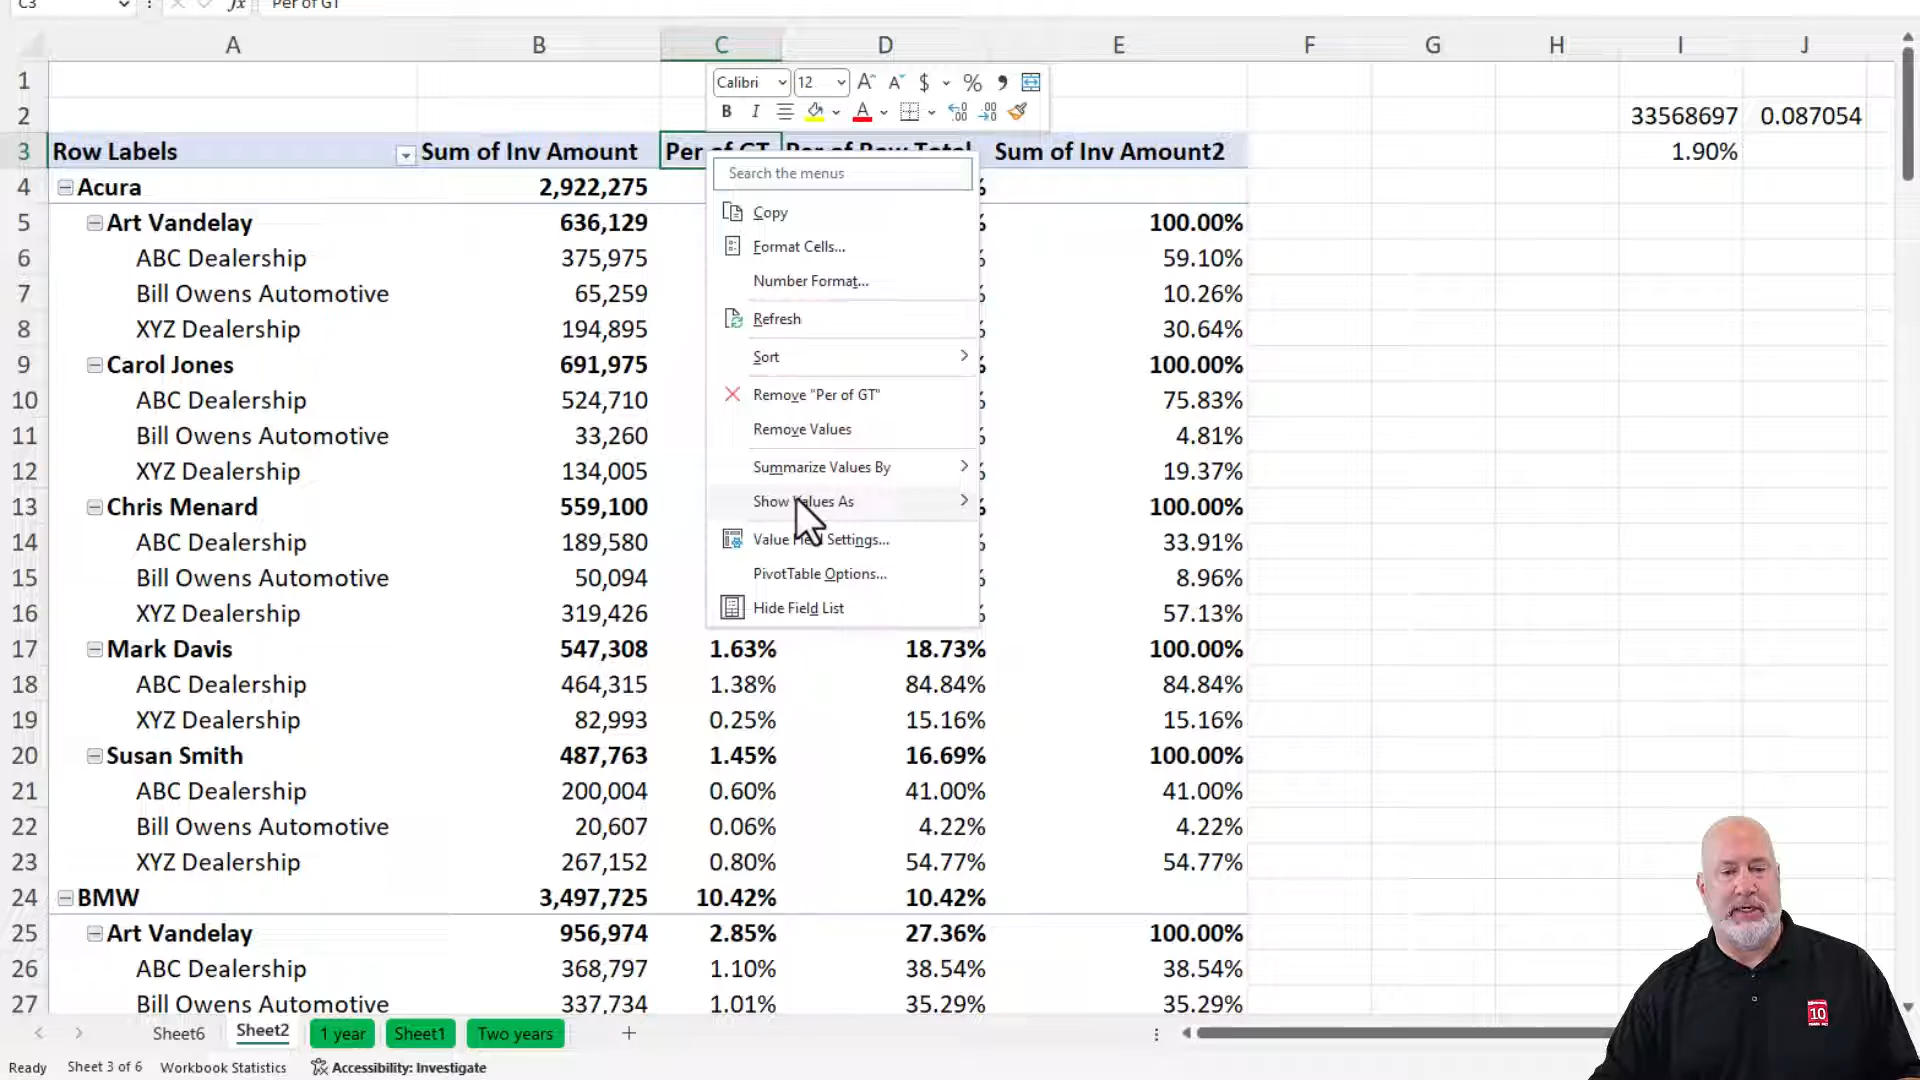 C3 fx Per of GT
A B C D E F G H I J
1
Calibri 12 $ % ,
2 B I A .00 .00 33568697 0.087054
3 Row Labels Sum of Inv Amount Per of GT Per of Row Total Sum of Inv Amount2 1.90%
Search the menus
4 Acura 2,922,275
5 Art Vandelay 636,129 100.00%
Copy
6 ABC Dealership 375,975 59.10%
Format Cells...
7 Bill Owens Automotive 65,259 10.26%
Number Format...
8 XYZ Dealership 194,895 30.64%
Refresh
9 Carol Jones 691,975 100.00%
Sort
10 ABC Dealership 524,710 75.83%
Remove "Per of GT"
11 Bill Owens Automotive 33,260 4.81%
Remove Values
12 XYZ Dealership 134,005 19.37%
Summarize Values By
13 Chris Menard 559,100 100.00%
Show Values As
14 ABC Dealership 189,580 33.91%
Value Field Settings...
15 Bill Owens Automotive 50,094 8.96%
PivotTable Options...
16 XYZ Dealership 319,426 57.13%
Hide Field List
17 Mark Davis 547,308 1.63% 18.73% 100.00%
18 ABC Dealership 464,315 1.38% 84.84% 84.84%
19 XYZ Dealership 82,993 0.25% 15.16% 15.16%
20 Susan Smith 487,763 1.45% 16.69% 100.00%
21 ABC Dealership 200,004 0.60% 41.00% 41.00%
22 Bill Owens Automotive 20,607 0.06% 4.22% 4.22%
23 XYZ Dealership 267,152 0.80% 54.77% 54.77%
24 BMW 3,497,725 10.42% 10.42%
25 Art Vandelay 956,974 2.85% 27.36% 100.00%
26 ABC Dealership 368,797 1.10% 38.54% 38.54%
27 Bill Owens Automotive 337,734 1.01% 35.29% 35.29%
10
Sheet6 Sheet2 1 year Sheet1 Two years
Ready Sheet 3 of 6 Workbook Statistics Accessibility: Investigate